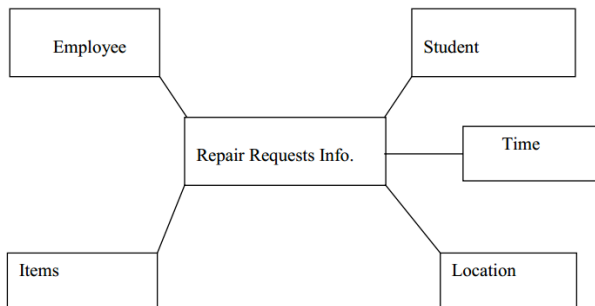 Employee
Student
Repair Requests Info.
Time
Items
Location